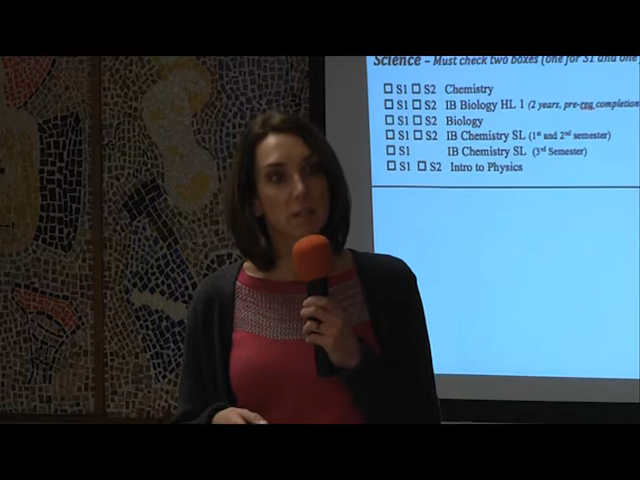 Science – Must check two boxes (one for S1 and one
☐ S1 ☐ S2 Chemistry
☐ S1 ☐ S2 IB Biology HL 1 (2 years, pre-req completion
☐ S1 ☐ S2 Biology
☐ S1 ☐ S2 IB Chemistry SL (1st and 2nd semester)
☐ S1 IB Chemistry SL (3rd Semester)
☐ S1 ☐ S2 Intro to Physics